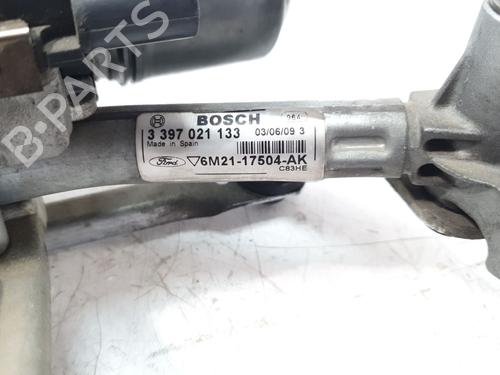 BOSCH
3 397 021 133 03/06/09 3
Made in Spain
Ford 6M21-17504-AK
C83HE
B-PARTS